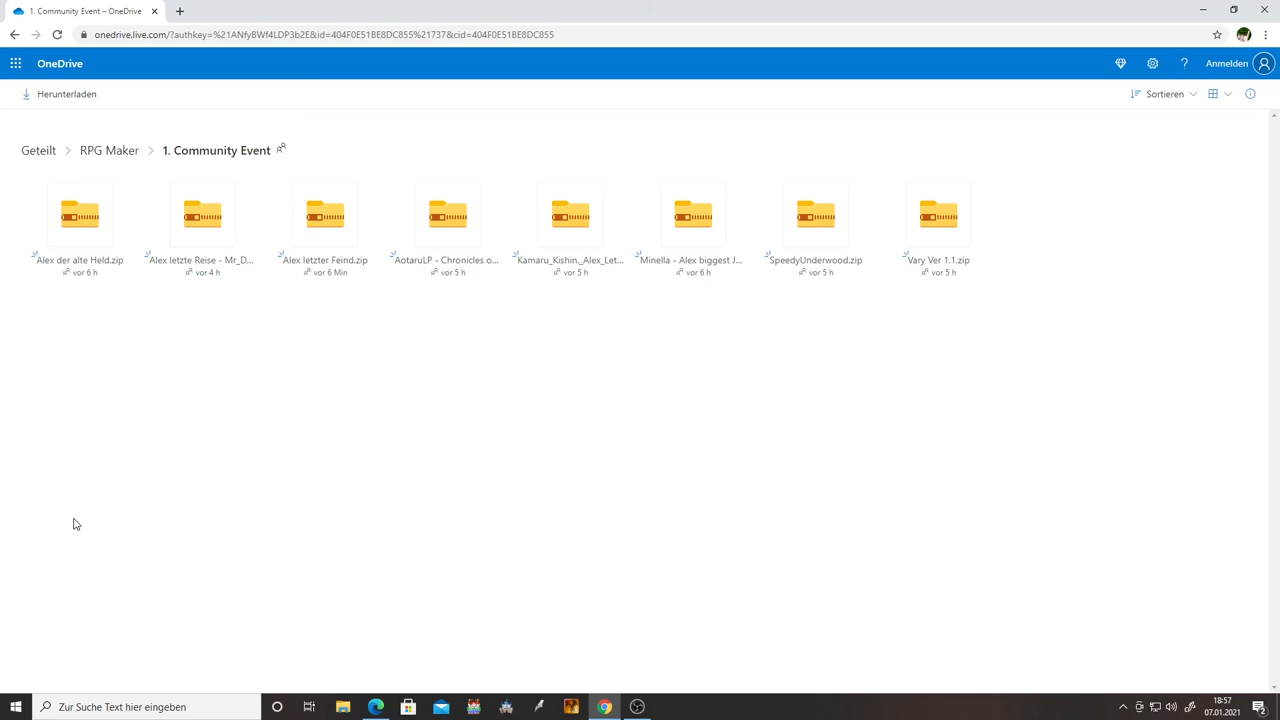 1. Community Event – OneDrive
onedrive.live.com/?authkey=%21ANfyBWf4LDP3b2E&id=404F0E51BE8DC855%21737&cid=404F0E51BE8DC855
OneDrive
Anmelden
Herunterladen
Sortieren
Geteilt > RPG Maker > 1. Community Event
Alex der alte Held.zip
vor 6 h
Alex letzte Reise - Mr_D...
vor 4 h
Alex letzter Feind.zip
vor 6 Min
AotaruLP - Chronicles o...
vor 5 h
Kamaru_Kishin._Alex_Let...
vor 5 h
Minella - Alex biggest J...
vor 6 h
SpeedyUnderwood.zip
vor 5 h
Vary Ver 1.1.zip
vor 5 h
Zur Suche Text hier eingeben
18:57
07.01.2021
2